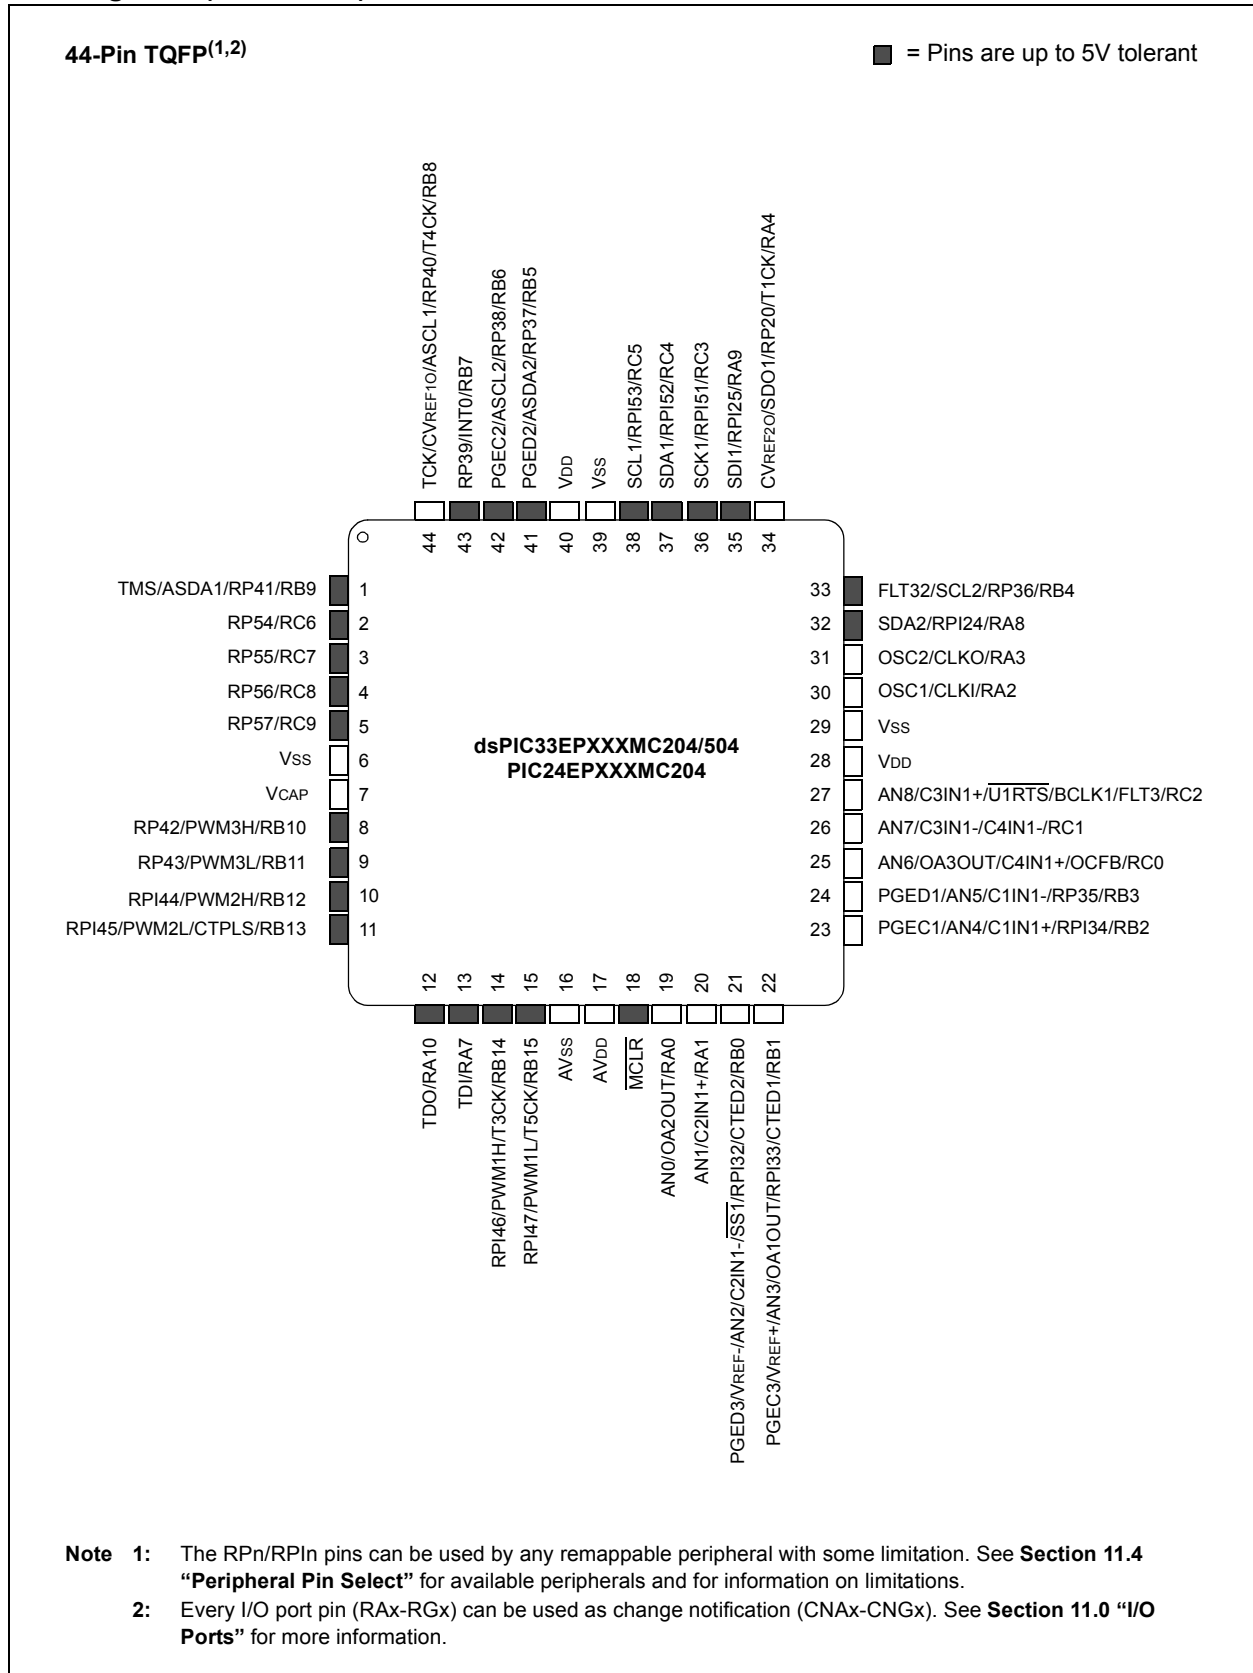 44-Pin TQFP(1,2)
= Pins are up to 5V tolerant
TCK/CVREF1O/ASCL1/RP40/T4CK/RB8
RP39/INT0/RB7
PGEC2/ASCL2/RP38/RB6
PGED2/ASDA2/RP37/RB5
VDD
VSS
SCL1/RPI53/RC5
SDA1/RPI52/RC4
SCK1/RPI51/RC3
SDI1/RPI25/RA9
CVREF2O/SDO1/RP20/T1CK/RA4
44
43
42
41
40
39
38
37
36
35
34
TMS/ASDA1/RP41/RB9 1
RP54/RC6 2
RP55/RC7 3
RP56/RC8 4
RP57/RC9 5
VSS 6
VCAP 7
RP42/PWM3H/RB10 8
RP43/PWM3L/RB11 9
RPI44/PWM2H/RB12 10
RPI45/PWM2L/CTPLS/RB13 11
dsPIC33EPXXXMC204/504
PIC24EPXXXMC204
33 FLT32/SCL2/RP36/RB4
32 SDA2/RPI24/RA8
31 OSC2/CLKO/RA3
30 OSC1/CLKI/RA2
29 VSS
28 VDD
27 AN8/C3IN1+/U1RTS/BCLK1/FLT3/RC2
26 AN7/C3IN1-/C4IN1-/RC1
25 AN6/OA3OUT/C4IN1+/OCFB/RC0
24 PGED1/AN5/C1IN1-/RP35/RB3
23 PGEC1/AN4/C1IN1+/RPI34/RB2
12
13
14
15
16
17
18
19
20
21
22
TDO/RA10
TDI/RA7
RPI46/PWM1H/T3CK/RB14
RPI47/PWM1L/T5CK/RB15
AVSS
AVDD
MCLR
AN0/OA2OUT/RA0
AN1/C2IN1+/RA1
PGED3/VREF-/AN2/C2IN1-/SS1/RPI32/CTED2/RB0
PGEC3/VREF+/AN3/OA1OUT/RPI33/CTED1/RB1
Note 1: The RPn/RPIn pins can be used by any remappable peripheral with some limitation. See Section 11.4
“Peripheral Pin Select” for available peripherals and for information on limitations.
2: Every I/O port pin (RAx-RGx) can be used as change notification (CNAx-CNGx). See Section 11.0 “I/O
Ports” for more information.